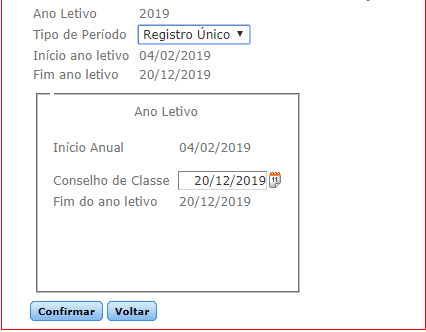 Ano Letivo 2019
Tipo de Período Registro Único
Início ano letivo 04/02/2019
Fim ano letivo 20/12/2019
Ano Letivo
Início Anual 04/02/2019
Conselho de Classe 20/12/2019 11
Fim do ano letivo 20/12/2019
Confirmar Voltar